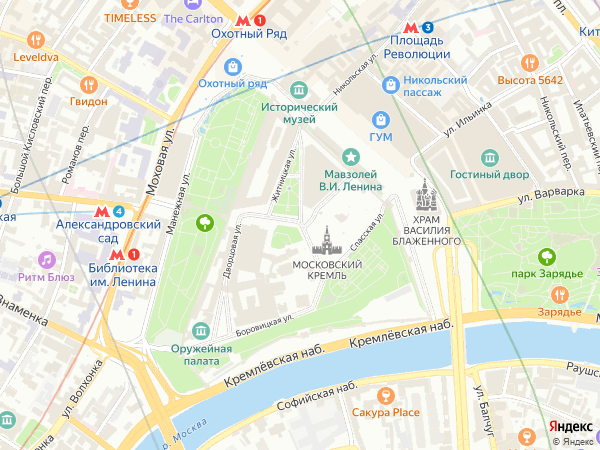 TIMELESS
The Carlton
1
Охотный Ряд
3
Площадь
Революции
Leveldva
Гвидон
Охотный ряд
Никольская ул.
Никольский
пассаж
Высота 5642
Большой Кисловский пер.
Романов пер.
Моховая ул.
Исторический
музей
ГУМ
ул. Ильинка
Никольский пер.
Ипатьевский
Житницкая ул.
Манежная ул.
Мавзолей
В.И. Ленина
Гостиный двор
ул. Варварка
4
Александровский
сад
1
Библиотека
им. Ленина
Ритм Блюз
Дворцовая ул.
Спасская ул.
ХРАМ
ВАСИЛИЯ
БЛАЖЕННОГО
МОСКОВСКИЙ
КРЕМЛЬ
парк Зарядье
Зарядье
Знаменка
Боровицкая ул.
Оружейная
палата
Кремлёвская наб.
Кремлёвская наб.
ул. Волхонка
Софийская наб.
Сакура Place
ул. Балчуг
р. Москва
Яндекс
© Яндекс